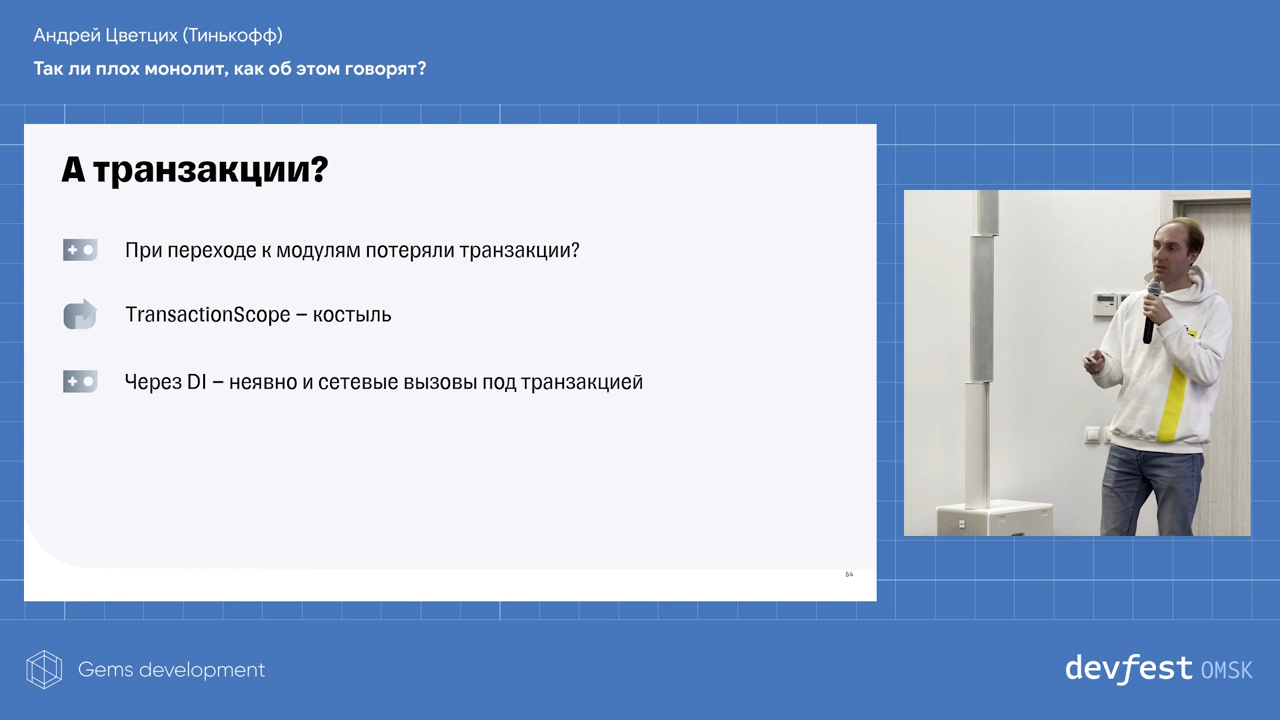 Андрей Цветцих (Тинькофф)
Так ли плох монолит, как об этом говорят?
А транзакции?
При переходе к модулям потеряли транзакции?
TransactionScope – костыль
Через DI – неявно и сетевые вызовы под транзакцией
54
Gems development
devfest OMSK